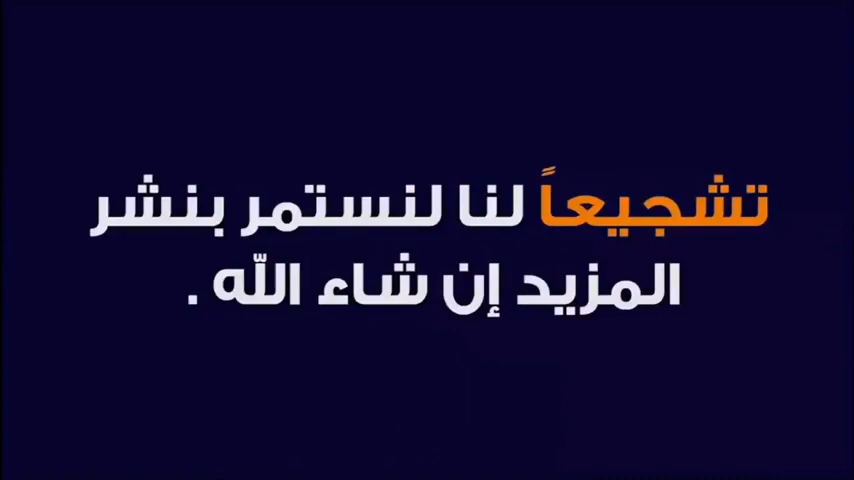 تشجيعاً لنا لنستمر بنشر
المزيد إن شاء اللّه .